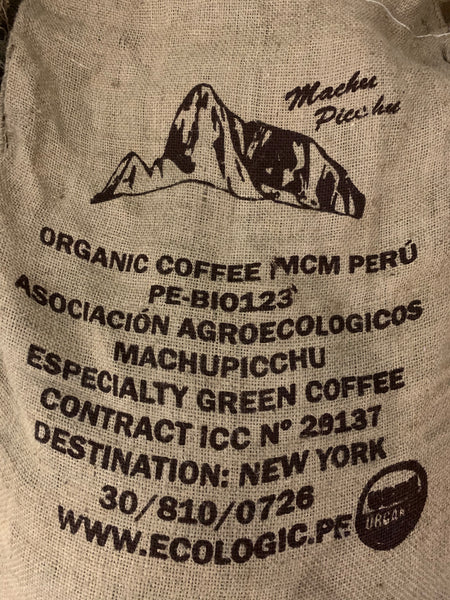 Machu
Picchu
ORGANIC COFFEE MCM PERÚ
PE-BIO123
ASOCIACIÓN AGROECOLOGICOS
MACHUPICCHU
ESPECIALTY GREEN COFFEE
CONTRACT ICC Nº 29137
DESTINATION: NEW YORK
30/810/0726
WWW.ECOLOGIC.PE